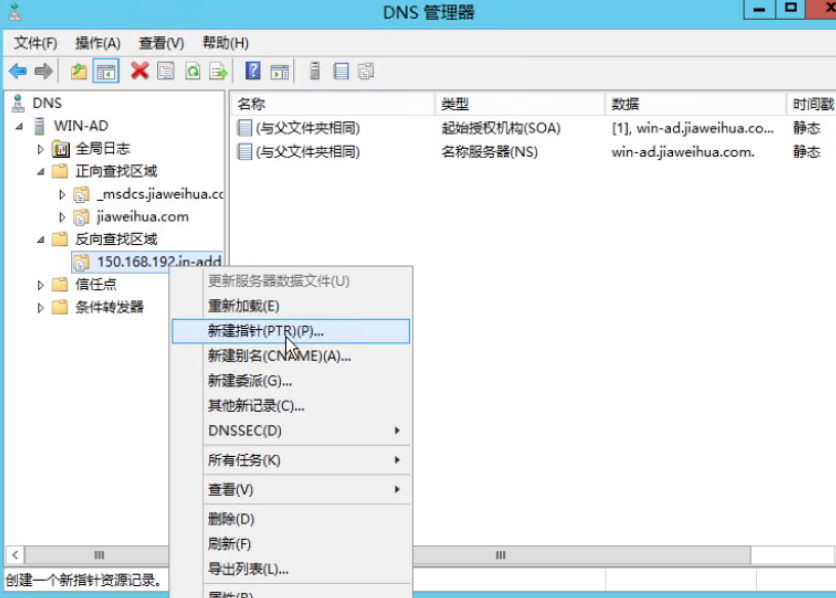 DNS 管理器
文件(F) 操作(A) 查看(V) 帮助(H)
DNS
WIN-AD
全局日志
正向查找区域
_msdcs.jiaweihua.cc
jiaweihua.com
反向查找区域
150.168.192.in-add
信任点
条件转发器
名称 类型 数据 时间戳
(与父文件夹相同) 起始授权机构(SOA) [1], win-ad.jiaweihua.co... 静态
(与父文件夹相同) 名称服务器(NS) win-ad.jiaweihua.com. 静态
更新服务器数据文件(U)
重新加载(E)
新建指针(PTR)(P)...
新建别名(CNAME)(A)...
新建委派(G)...
其他新记录(C)...
DNSSEC(D)
所有任务(K)
查看(V)
删除(D)
刷新(F)
导出列表(L)...
属性(R)
创建一个新指针资源记录。